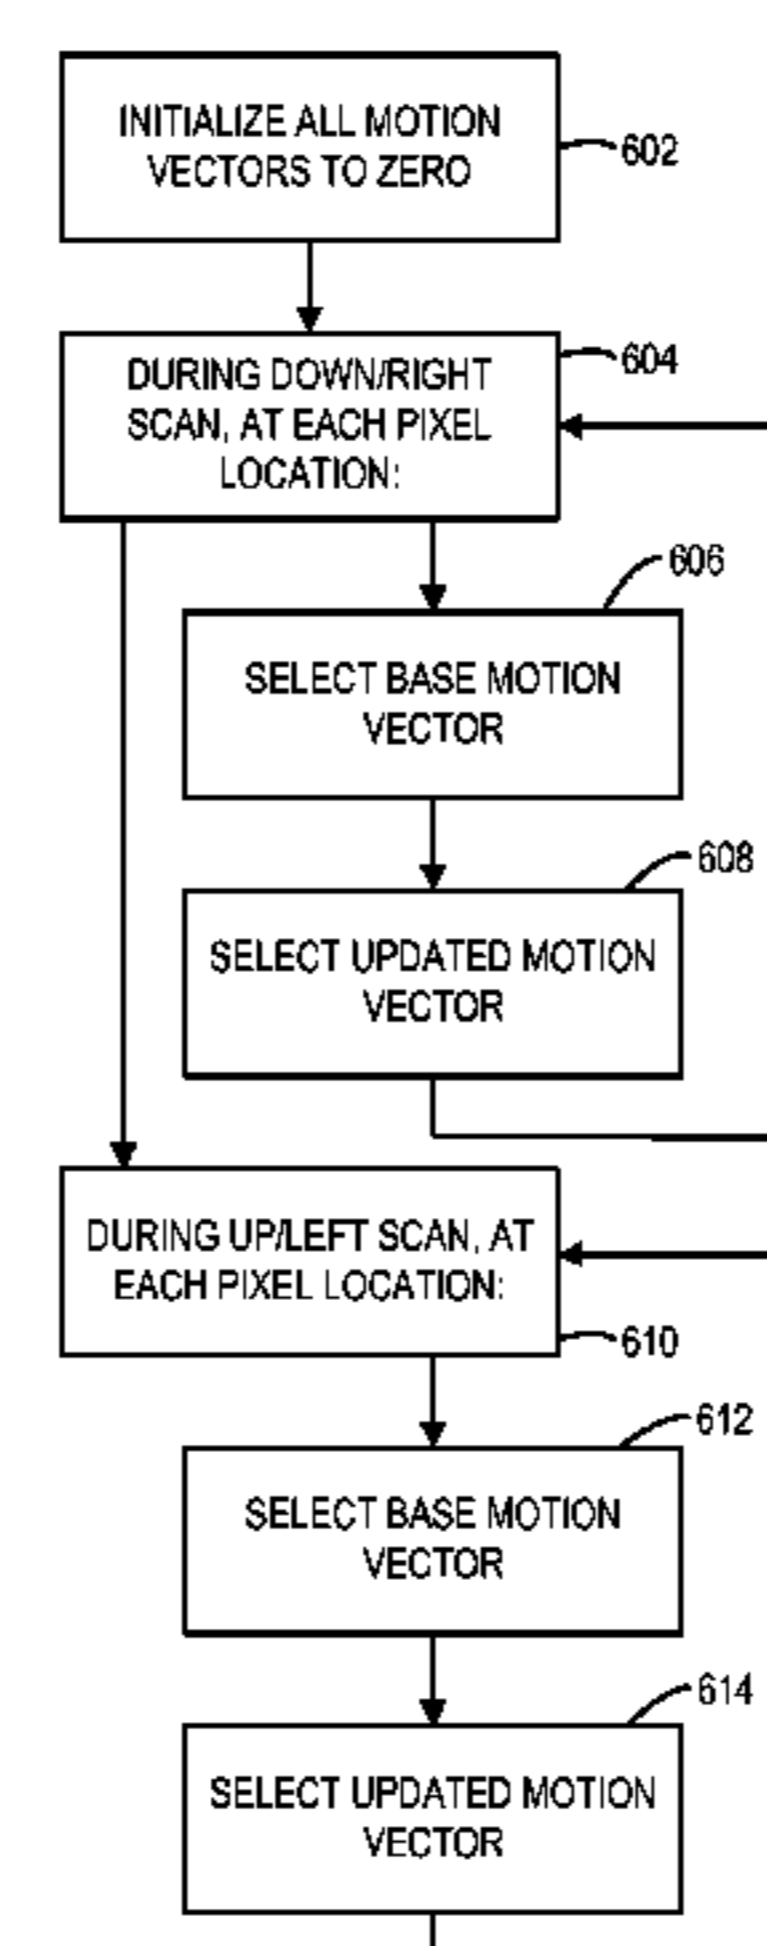 INITIALIZE ALL MOTION
VECTORS TO ZERO
602
DURING DOWN/RIGHT
SCAN, AT EACH PIXEL
LOCATION:
604
606
SELECT BASE MOTION
VECTOR
608
SELECT UPDATED MOTION
VECTOR
DURING UP/LEFT SCAN, AT
EACH PIXEL LOCATION:
610
612
SELECT BASE MOTION
VECTOR
614
SELECT UPDATED MOTION
VECTOR